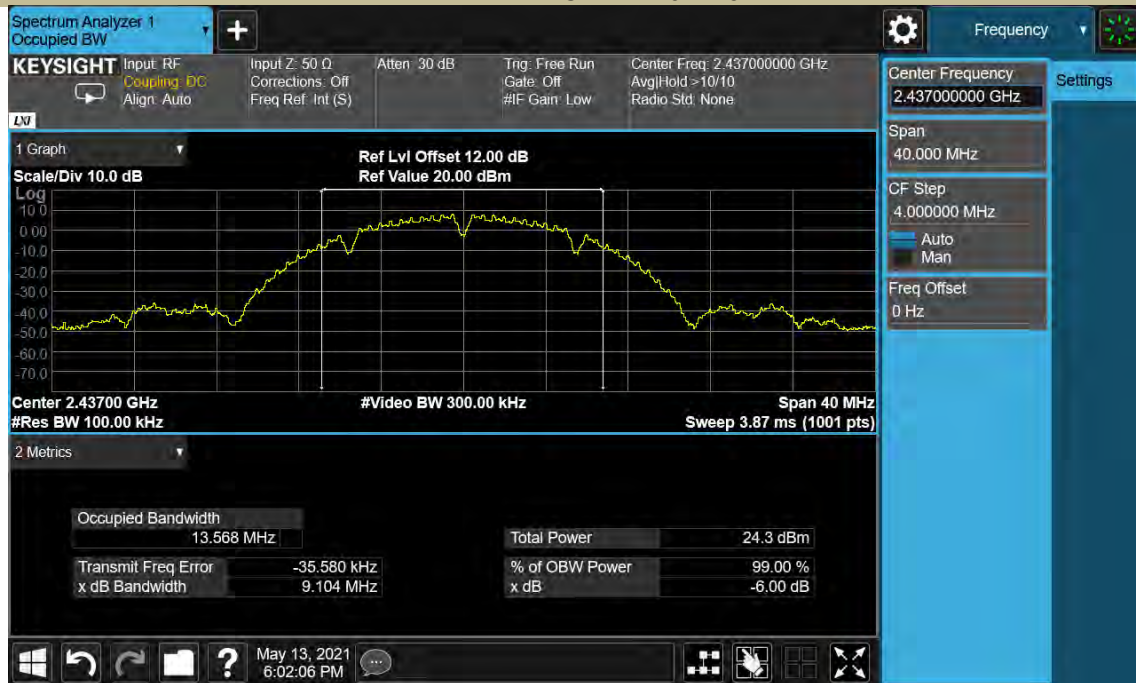 Spectrum Analyzer 1
Occupied BW
+
Frequency
KEYSIGHT
Input: RF
Coupling: DC
Align: Auto
Input Z: 50 Ω
Corrections: Off
Freq Ref: Int (S)
Atten: 30 dB
Trig: Free Run
Gate: Off
#IF Gain: Low
Center Freq: 2.437000000 GHz
Avg|Hold:>10/10
Radio Std: None
LXI
Center Frequency
2.437000000 GHz
Settings
Span
40.000 MHz
CF Step
4.000000 MHz
Auto
Man
Freq Offset
0 Hz
1 Graph
Scale/Div 10.0 dB
Ref Lvl Offset 12.00 dB
Ref Value 20.00 dBm
Log
10.0
0.00
-10.0
-20.0
-30.0
-40.0
-50.0
-60.0
-70.0
Center 2.43700 GHz
#Video BW 300.00 kHz
Span 40 MHz
#Res BW 100.00 kHz
Sweep 3.87 ms (1001 pts)
2 Metrics
Occupied Bandwidth
13.568 MHz
Total Power 24.3 dBm
Transmit Freq Error -35.580 kHz
% of OBW Power 99.00 %
x dB Bandwidth 9.104 MHz
x dB -6.00 dB
?
May 13, 2021
6:02:06 PM